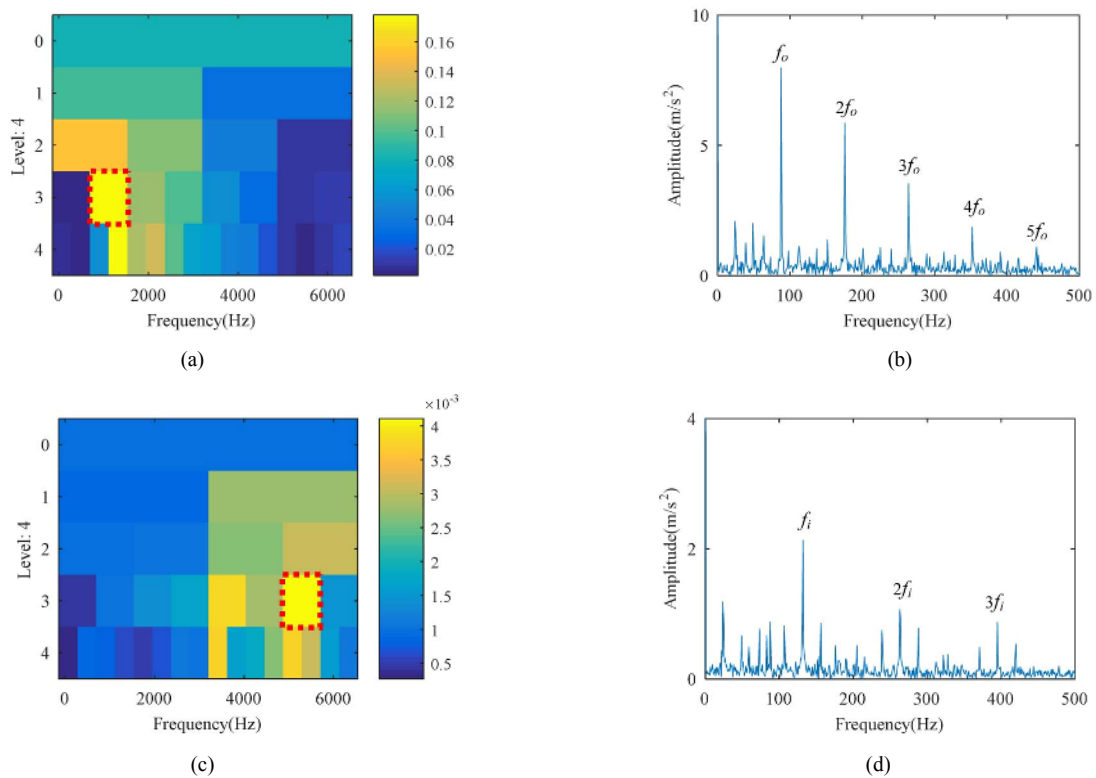 0
1
2
3
4
Level: 4
0 2000 4000 6000
Frequency(Hz)
0.16
0.14
0.12
0.10
0.08
0.06
0.04
0.02
(a)
10
5
0
Amplitude(m/s²)
fₒ
2fₒ
3fₒ
4fₒ
5fₒ
0 100 200 300 400 500
Frequency(Hz)
(b)
0
1
2
3
4
Level: 4
0 2000 4000 6000
Frequency(Hz)
×10⁻³
4
3.5
3
2.5
2
1.5
1
0.5
(c)
4
2
0
Amplitude(m/s²)
fᵢ
2fᵢ
3fᵢ
0 100 200 300 400 500
Frequency(Hz)
(d)